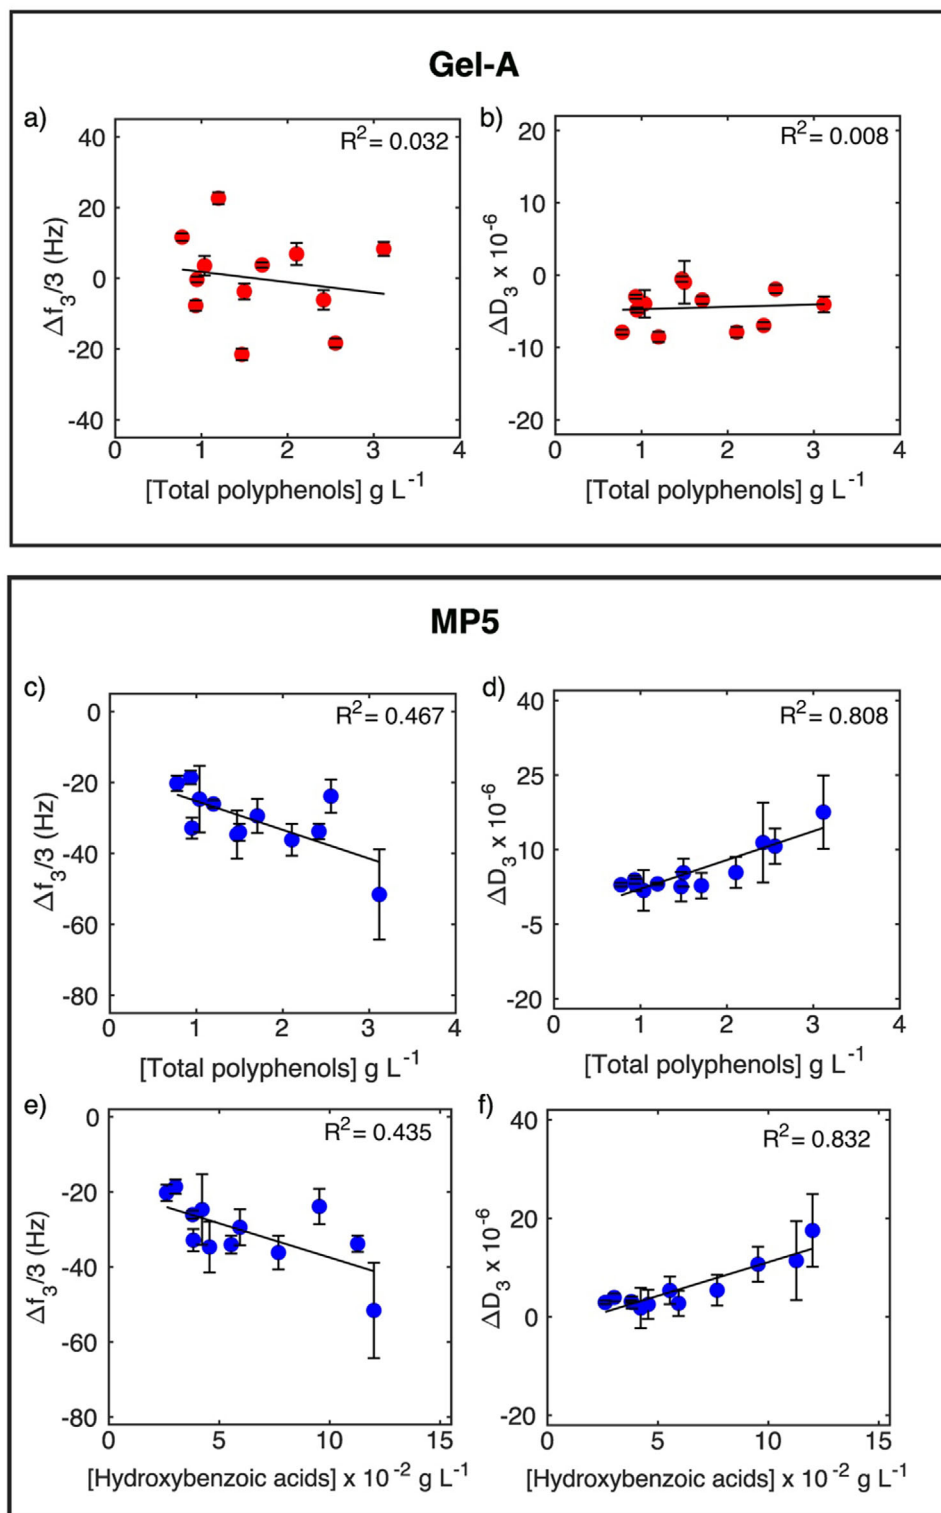 Gel-A
a)
R² = 0.032
40
20
0
-20
-40
Δf₃/3 (Hz)
0 1 2 3 4
[Total polyphenols] g L⁻¹
b)
R² = 0.008
20
10
0
-10
-20
ΔD₃ x 10⁻⁶
0 1 2 3 4
[Total polyphenols] g L⁻¹
MP5
c)
R² = 0.467
0
-20
-40
-60
-80
Δf₃/3 (Hz)
0 1 2 3 4
[Total polyphenols] g L⁻¹
d)
R² = 0.808
40
25
10
-5
-20
ΔD₃ x 10⁻⁶
0 1 2 3 4
[Total polyphenols] g L⁻¹
e)
R² = 0.435
0
-20
-40
-60
-80
Δf₃/3 (Hz)
0 5 10 15
[Hydroxybenzoic acids] x 10⁻² g L⁻¹
f)
R² = 0.832
40
20
0
-20
ΔD₃ x 10⁻⁶
0 5 10 15
[Hydroxybenzoic acids] x 10⁻² g L⁻¹